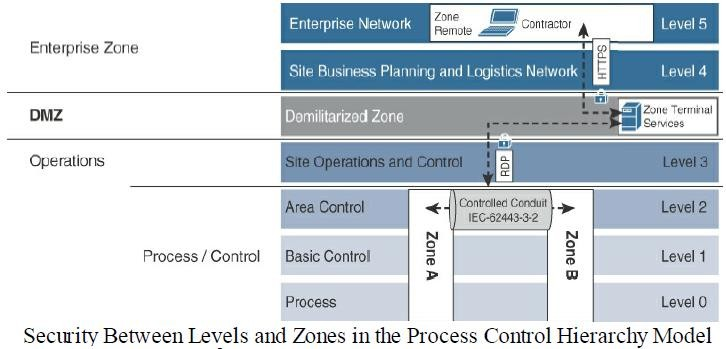 Enterprise Zone
Enterprise Network
Zone
Remote
Contractor
Level 5
HTTPS
Site Business Planning and Logistics Network
Level 4
DMZ
Demilitarized Zone
Zone Terminal
Services
Operations
Site Operations and Control
RDP
Level 3
Process / Control
Area Control
Controlled Conduit
IEC-62443-3-2
Level 2
Zone A
Zone B
Basic Control
Level 1
Process
Level 0
Security Between Levels and Zones in the Process Control Hierarchy Model